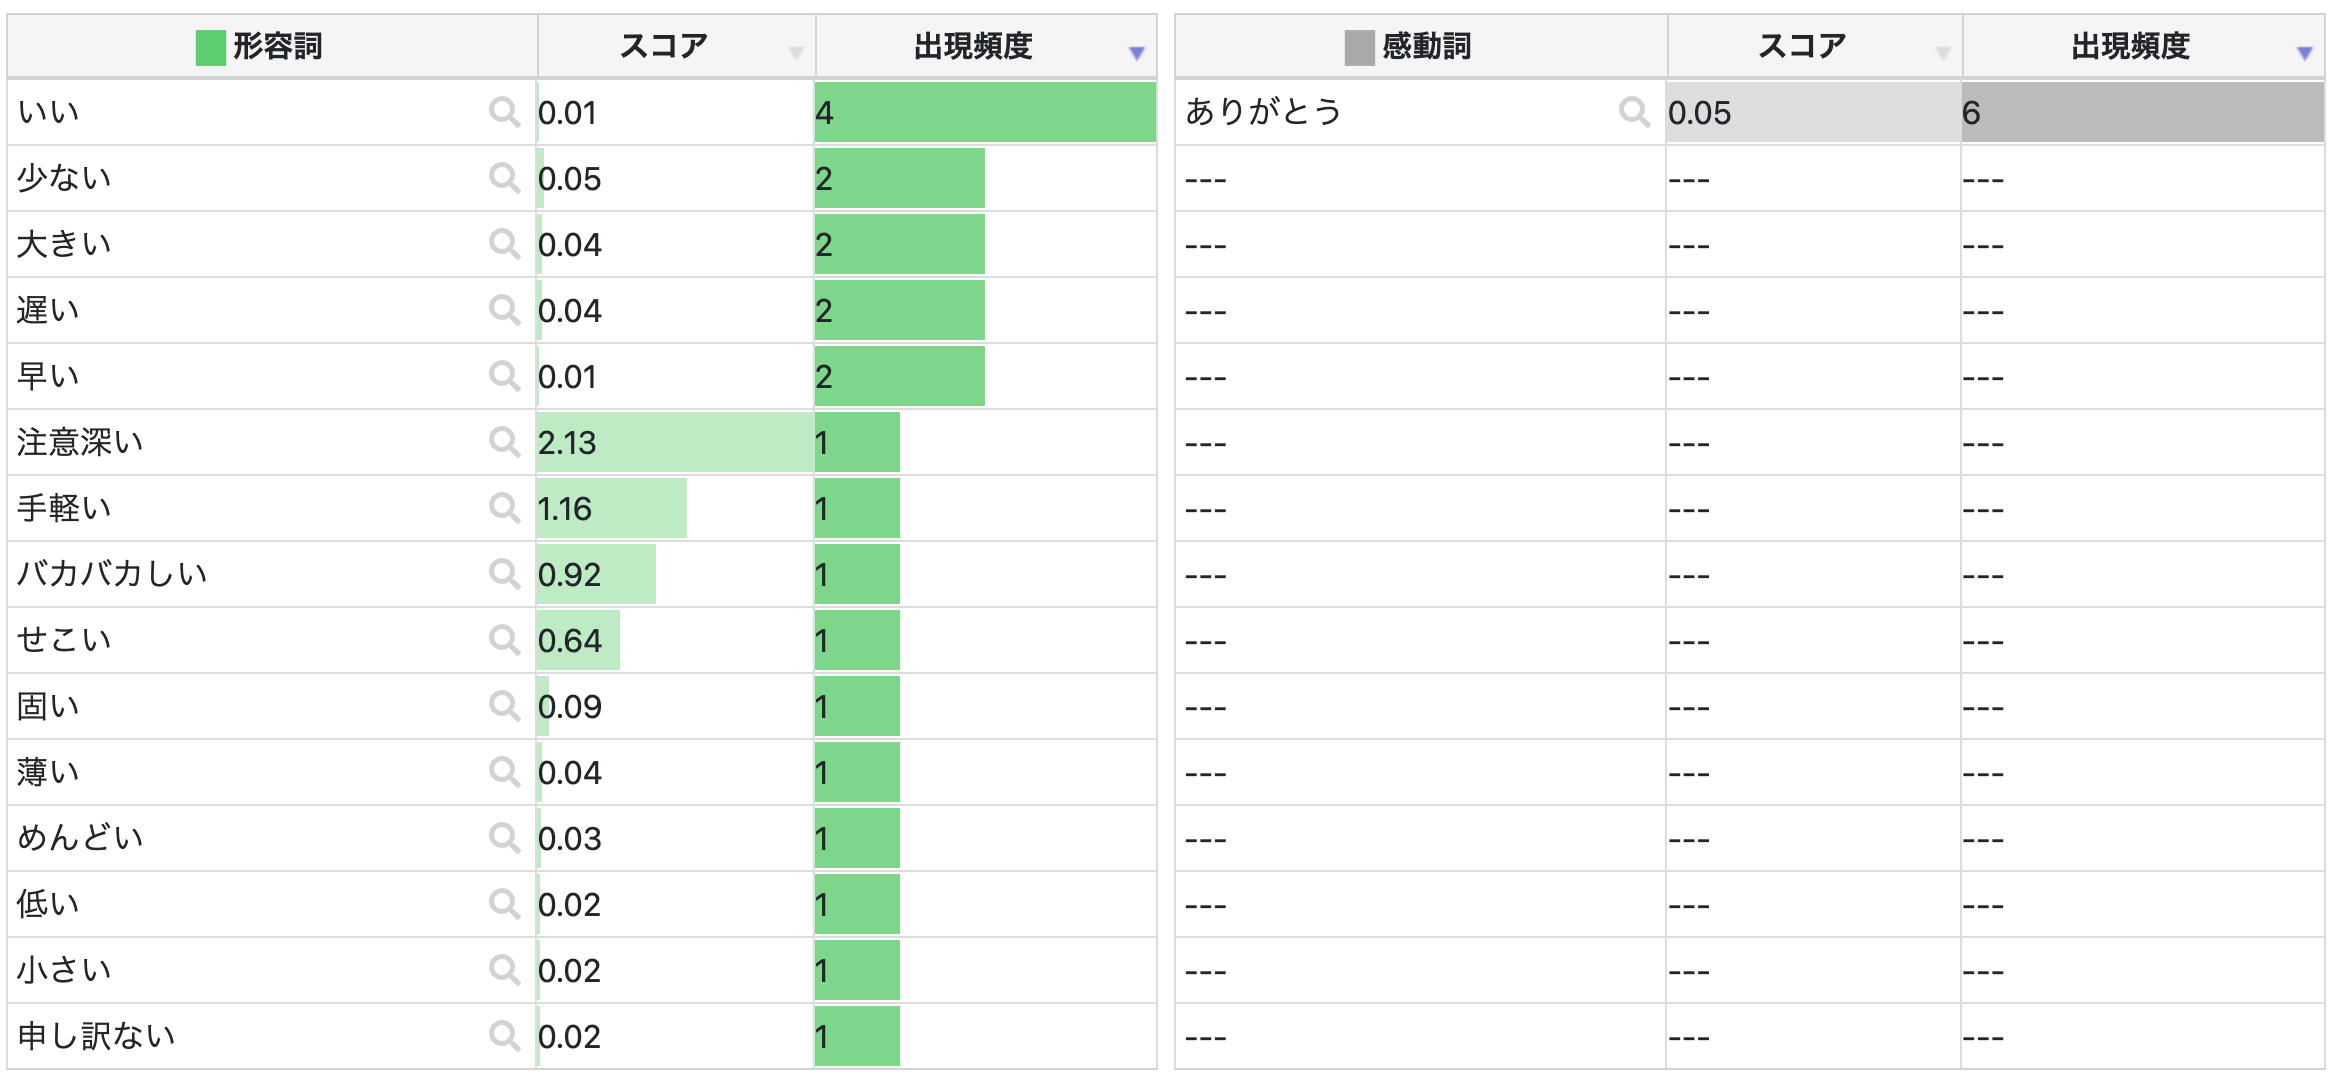 形容詞 スコア 出現頻度 感動詞 スコア 出現頻度
いい 0.01 4 ありがとう 0.05 6
少ない 0.05 2 --- --- ---
大きい 0.04 2 --- --- ---
遅い 0.04 2 --- --- ---
早い 0.01 2 --- --- ---
注意深い 2.13 1 --- --- ---
手軽い 1.16 1 --- --- ---
バカバカしい 0.92 1 --- --- ---
せこい 0.64 1 --- --- ---
固い 0.09 1 --- --- ---
薄い 0.04 1 --- --- ---
めんどい 0.03 1 --- --- ---
低い 0.02 1 --- --- ---
小さい 0.02 1 --- --- ---
申し訳ない 0.02 1 --- --- ---